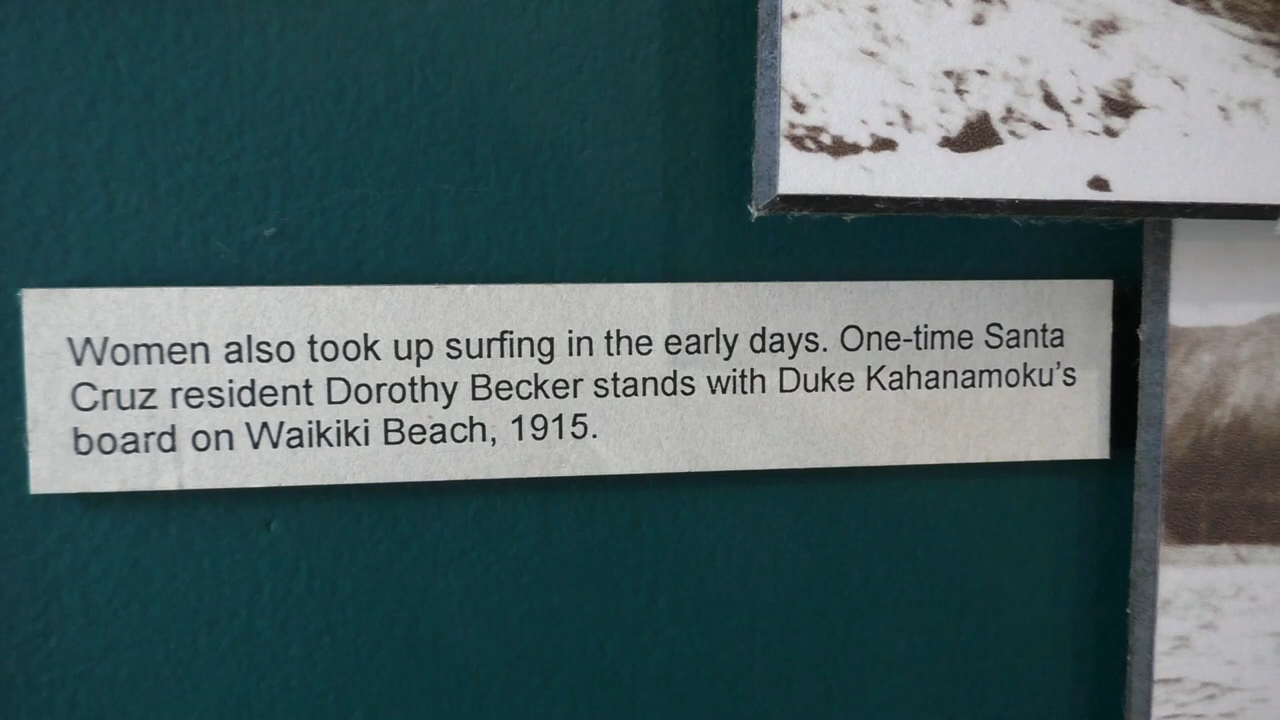 Women also took up surfing in the early days. One-time Santa
Cruz resident Dorothy Becker stands with Duke Kahanamoku’s
board on Waikiki Beach, 1915.